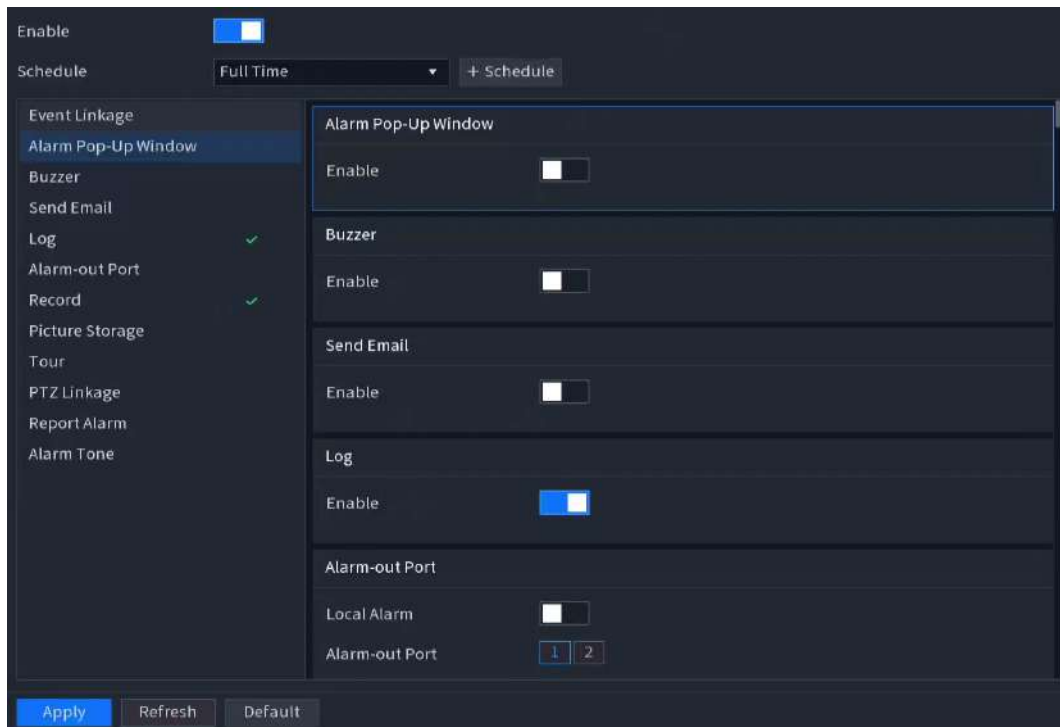 Enable
Schedule Full Time + Schedule
Event Linkage
Alarm Pop-Up Window
Buzzer
Send Email
Log
Alarm-out Port
Record
Picture Storage
Tour
PTZ Linkage
Report Alarm
Alarm Tone
Alarm Pop-Up Window
Enable
Buzzer
Enable
Send Email
Enable
Log
Enable
Alarm-out Port
Local Alarm
Alarm-out Port 1 2
Apply Refresh Default